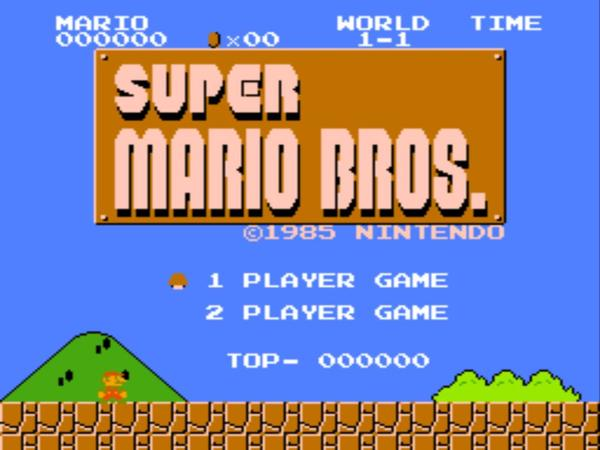 MARIO WORLD TIME
000000 ×00 1-1
SUPER
MARIO BROS.
©1985 NINTENDO
1 PLAYER GAME
2 PLAYER GAME
TOP- 000000